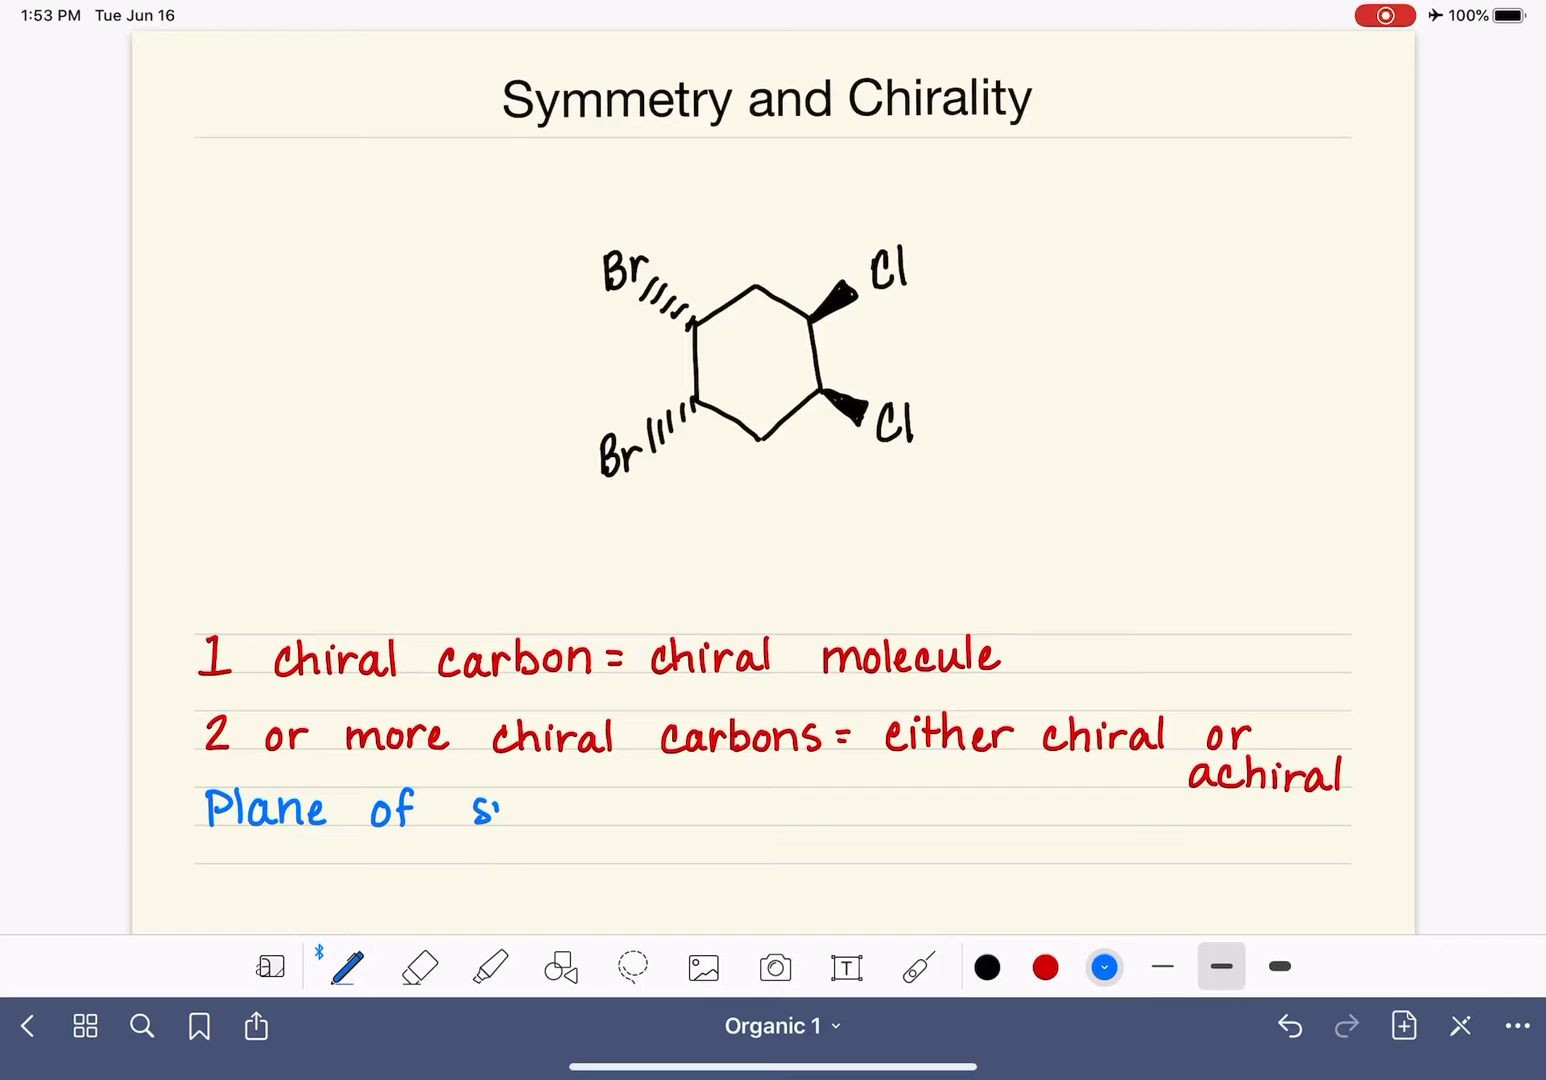 1:53 PM Tue Jun 16
100%
Symmetry and Chirality
Br
Cl
Br
Cl
1 chiral carbon = chiral molecule
2 or more chiral carbons = either chiral or
achiral
Plane of s
T
Organic 1